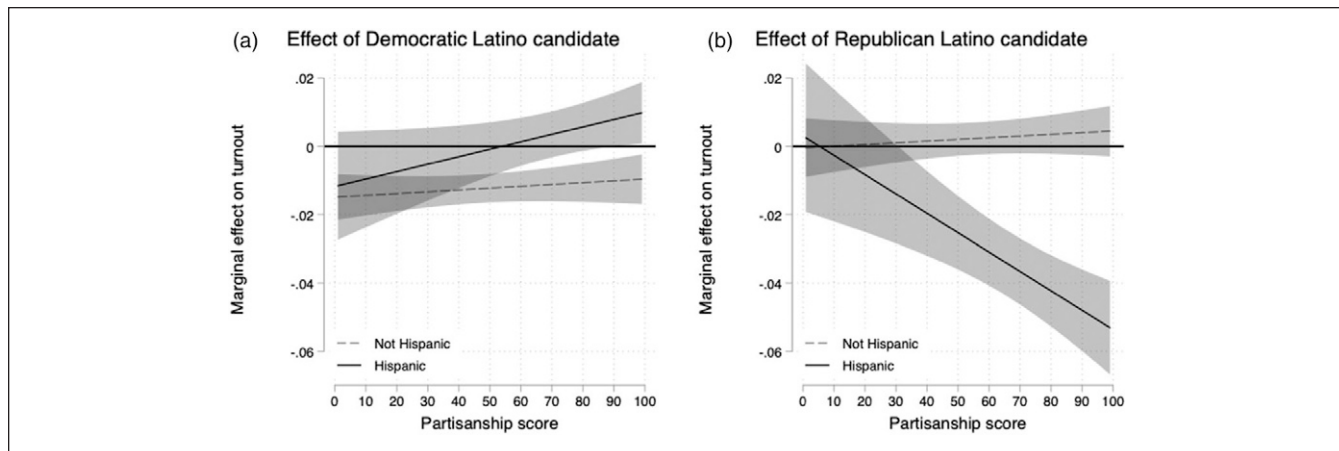 (a) Effect of Democratic Latino candidate
Marginal effect on turnout
.02
0
-.02
-.04
-.06
Not Hispanic
Hispanic
0 10 20 30 40 50 60 70 80 90 100
Partisanship score
(b) Effect of Republican Latino candidate
Marginal effect on turnout
.02
0
-.02
-.04
-.06
Not Hispanic
Hispanic
0 10 20 30 40 50 60 70 80 90 100
Partisanship score